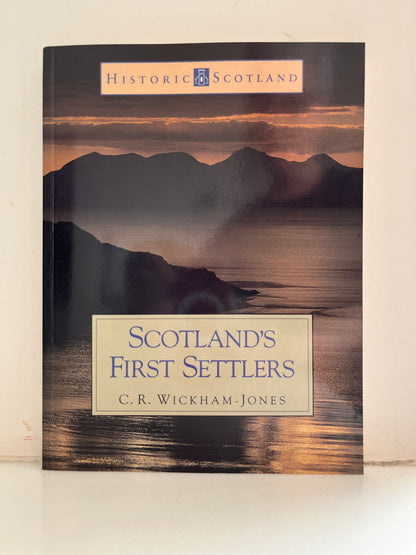 HISTORIC SCOTLAND
SCOTLAND'S
FIRST SETTLERS
C. R. WICKHAM-JONES